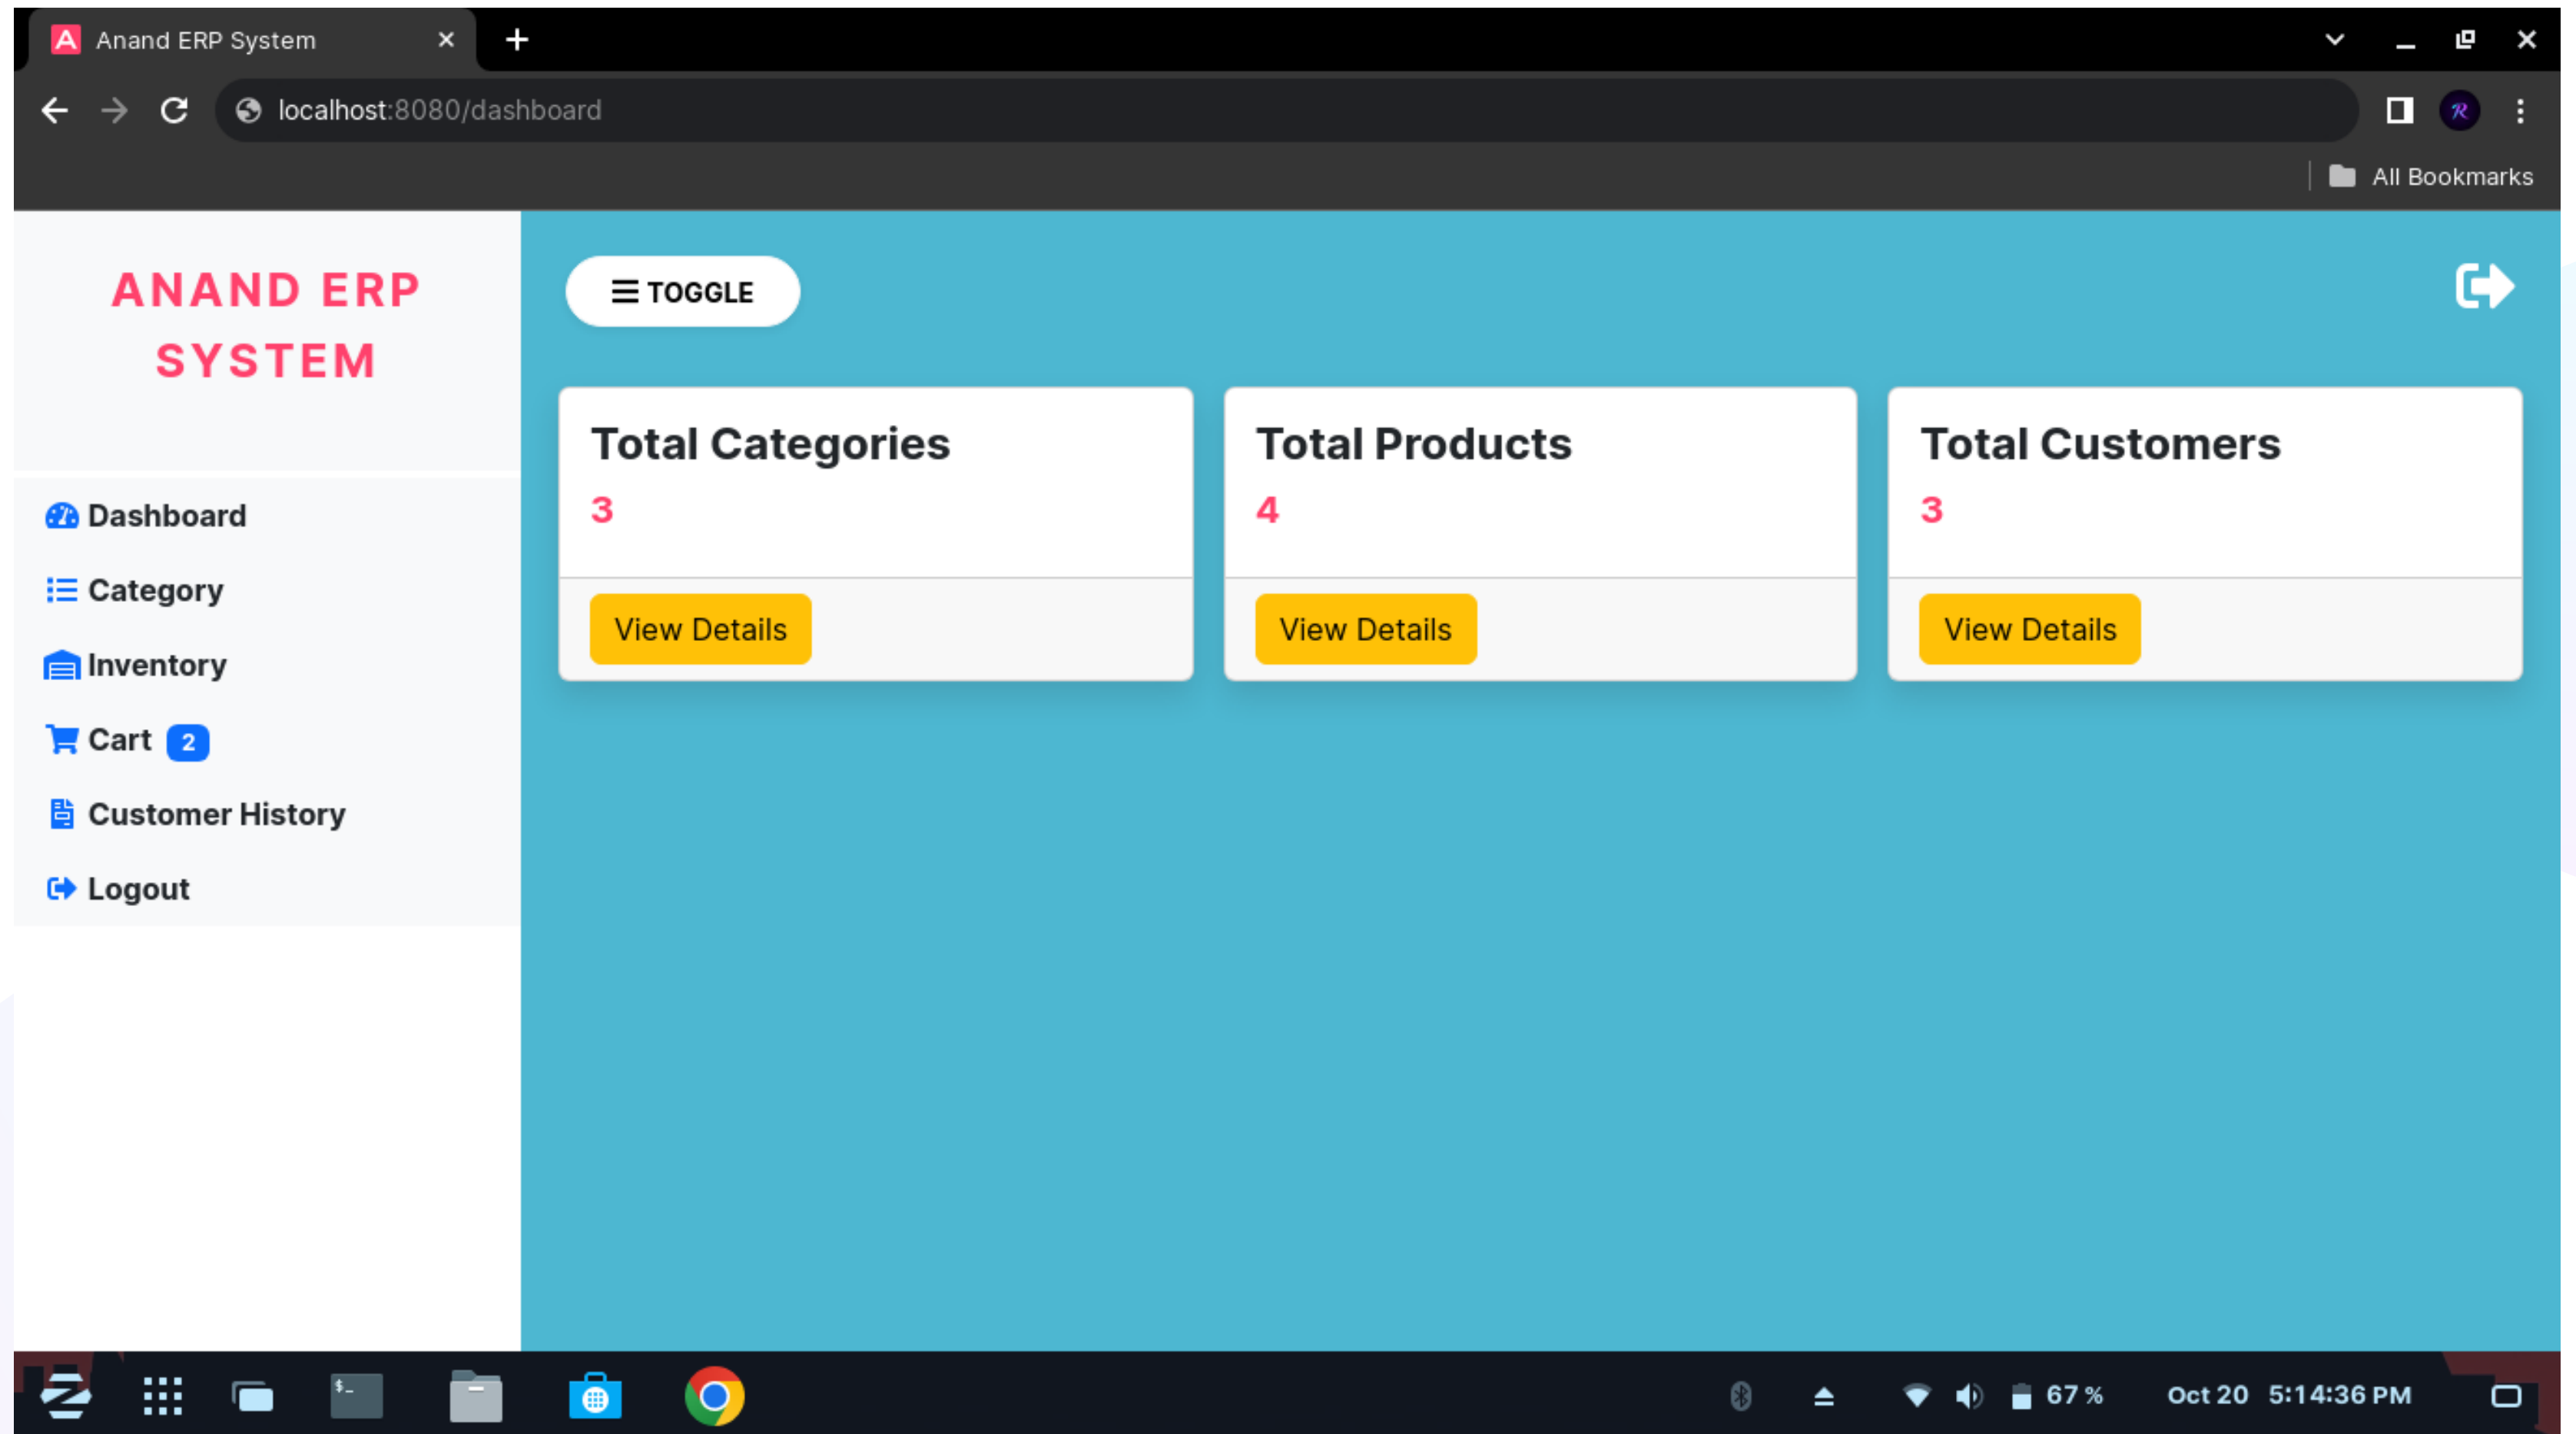 A Anand ERP System
localhost:8080/dashboard
R
All Bookmarks
ANAND ERP
SYSTEM
Dashboard
Category
Inventory
Cart 2
Customer History
Logout
TOGGLE
Total Categories
3
View Details
Total Products
4
View Details
Total Customers
3
View Details
$_
67 % Oct 20 5:14:36 PM